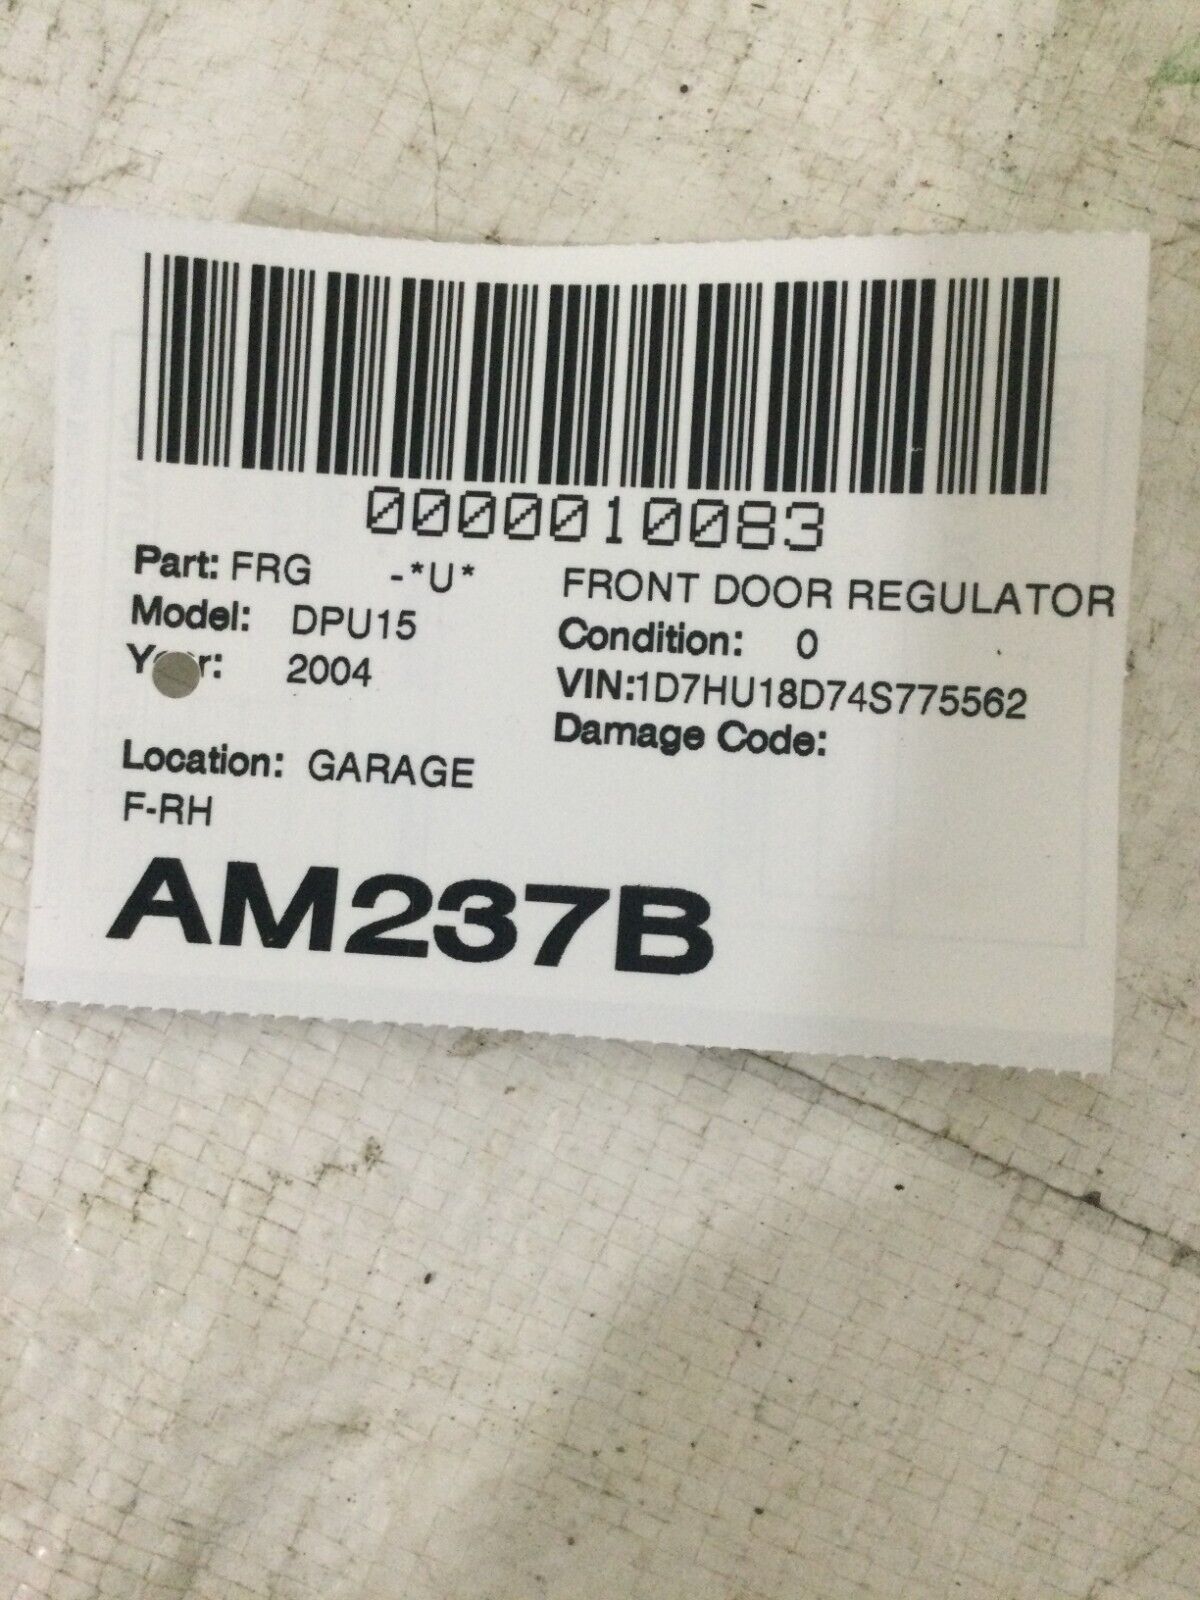 0000010083
Part: FRG -*U* FRONT DOOR REGULATOR
Model: DPU15 Condition: 0
2004 VIN:1D7HU18D74S775562
Damage Code:
Location: GARAGE
F-RH
AM237B